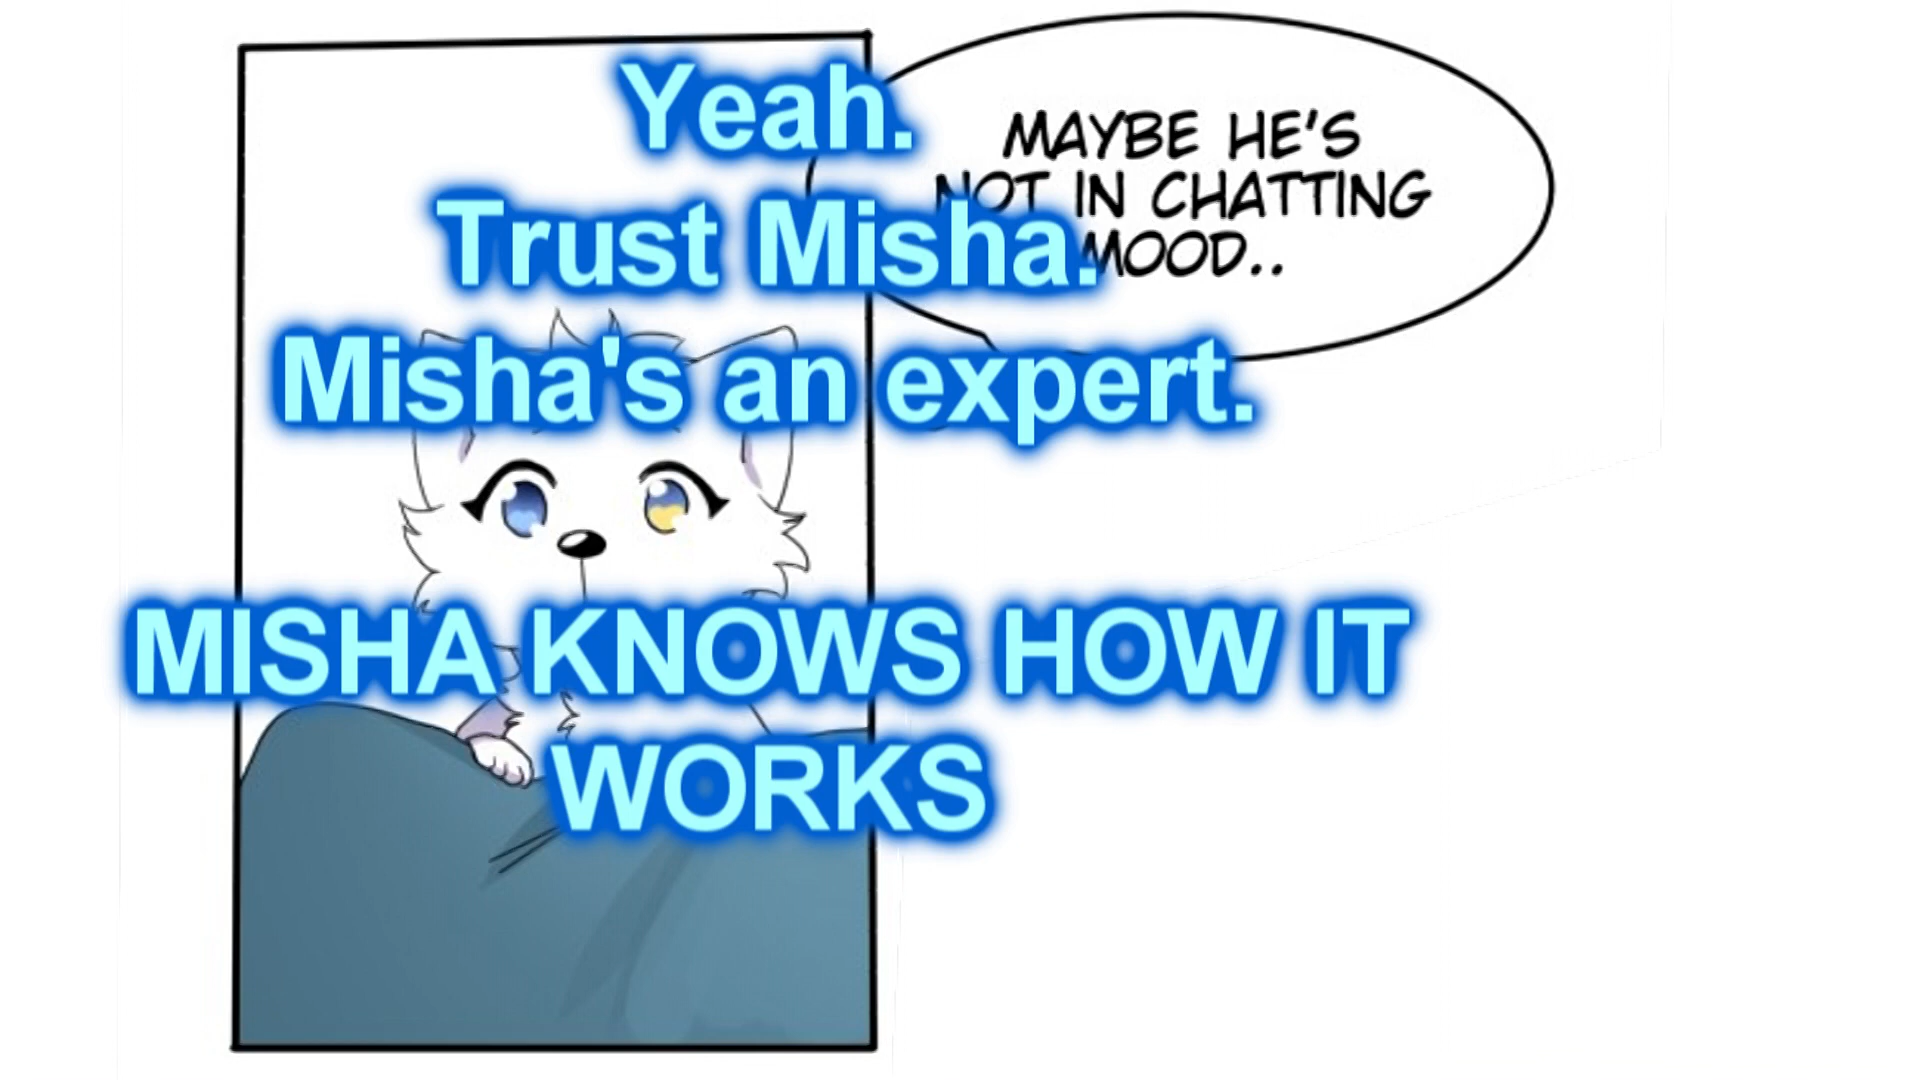 Yeah.
Trust Misha.
Misha's an expert.
MISHA KNOWS HOW IT
WORKS
MAYBE HE'S
NOT IN CHATTING
MOOD..